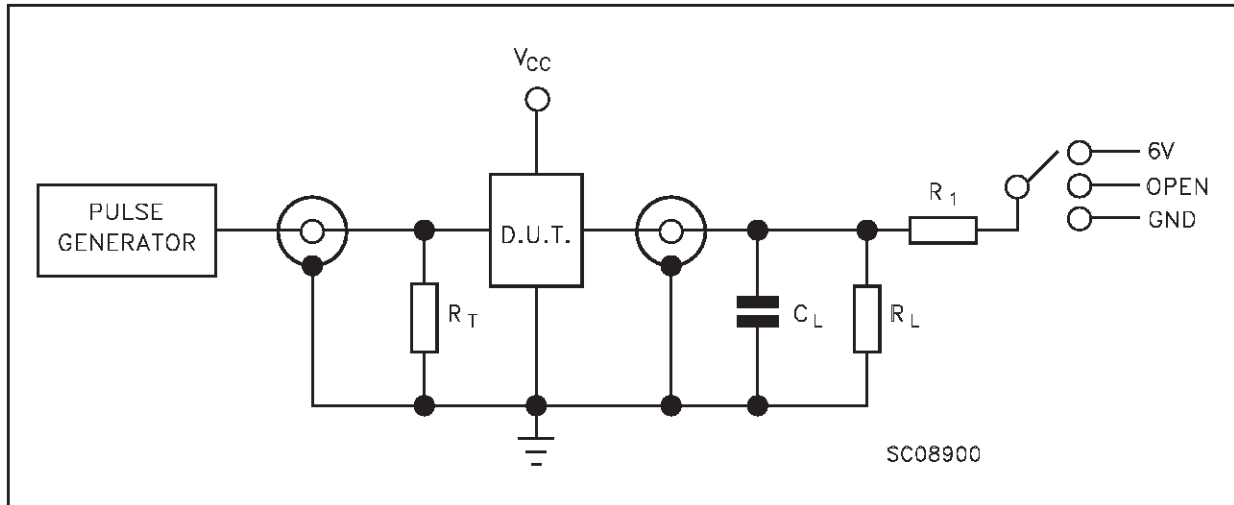 VCC
PULSE
GENERATOR
D.U.T.
RT
CL
RL
R1
6V
OPEN
GND
SC08900